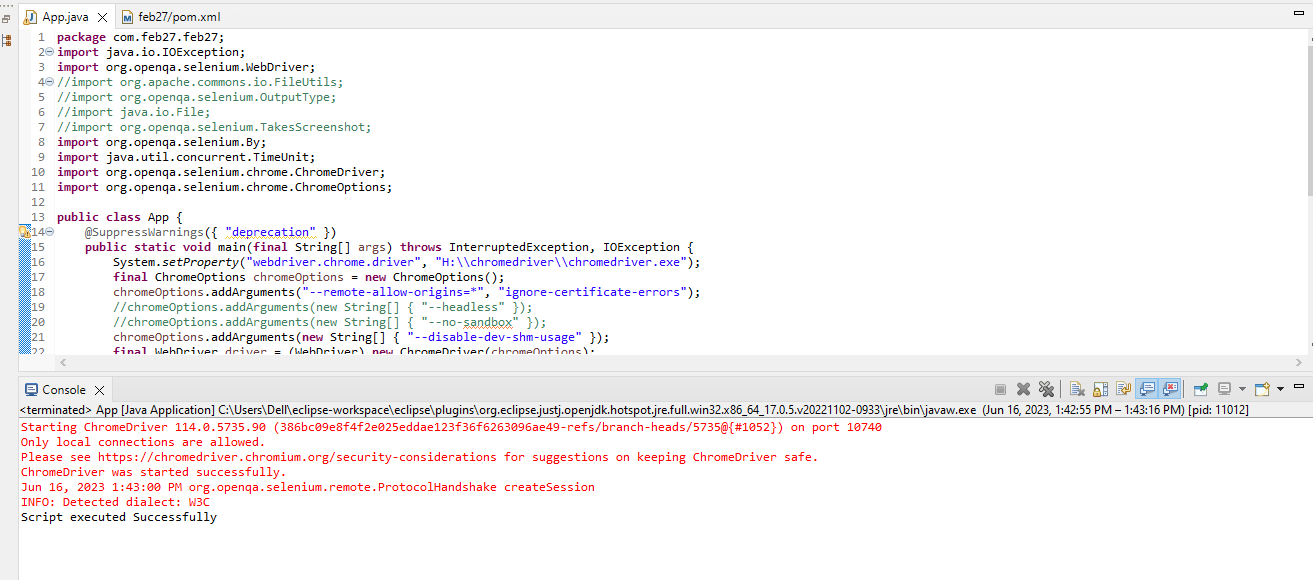 App.java feb27/pom.xml
1 package com.feb27.feb27;
2 import java.io.IOException;
3 import org.openqa.selenium.WebDriver;
4 //import org.apache.commons.io.FileUtils;
5 //import org.openqa.selenium.OutputType;
6 //import java.io.File;
7 //import org.openqa.selenium.TakesScreenshot;
8 import org.openqa.selenium.By;
9 import java.util.concurrent.TimeUnit;
10 import org.openqa.selenium.chrome.ChromeDriver;
11 import org.openqa.selenium.chrome.ChromeOptions;
12
13 public class App {
14 @SuppressWarnings({ "deprecation" })
15 public static void main(final String[] args) throws InterruptedException, IOException {
16 System.setProperty("webdriver.chrome.driver", "H:\\chromedriver\\chromedriver.exe");
17 final ChromeOptions chromeOptions = new ChromeOptions();
18 chromeOptions.addArguments("--remote-allow-origins=*", "ignore-certificate-errors");
19 //chromeOptions.addArguments(new String[] { "--headless" });
20 //chromeOptions.addArguments(new String[] { "--no-sandbox" });
21 chromeOptions.addArguments(new String[] { "--disable-dev-shm-usage" });
22 final WebDriver driver = (WebDriver) new ChromeDriver(chromeOptions);
Console
<terminated> App [Java Application] C:\Users\Dell\eclipse-workspace\eclipse\plugins\org.eclipse.justj.openjdk.hotspot.jre.full.win32.x86_64_17.0.5.v20221102-0933\jre\bin\javaw.exe (Jun 16, 2023, 1:42:55 PM – 1:43:16 PM) [pid: 11012]
Starting ChromeDriver 114.0.5735.90 (386bc09e8f4f2e025eddae123f36f6263096ae49-refs/branch-heads/5735@{#1052}) on port 10740
Only local connections are allowed.
Please see https://chromedriver.chromium.org/security-considerations for suggestions on keeping ChromeDriver safe.
ChromeDriver was started successfully.
Jun 16, 2023 1:43:00 PM org.openqa.selenium.remote.ProtocolHandshake createSession
INFO: Detected dialect: W3C
Script executed Successfully